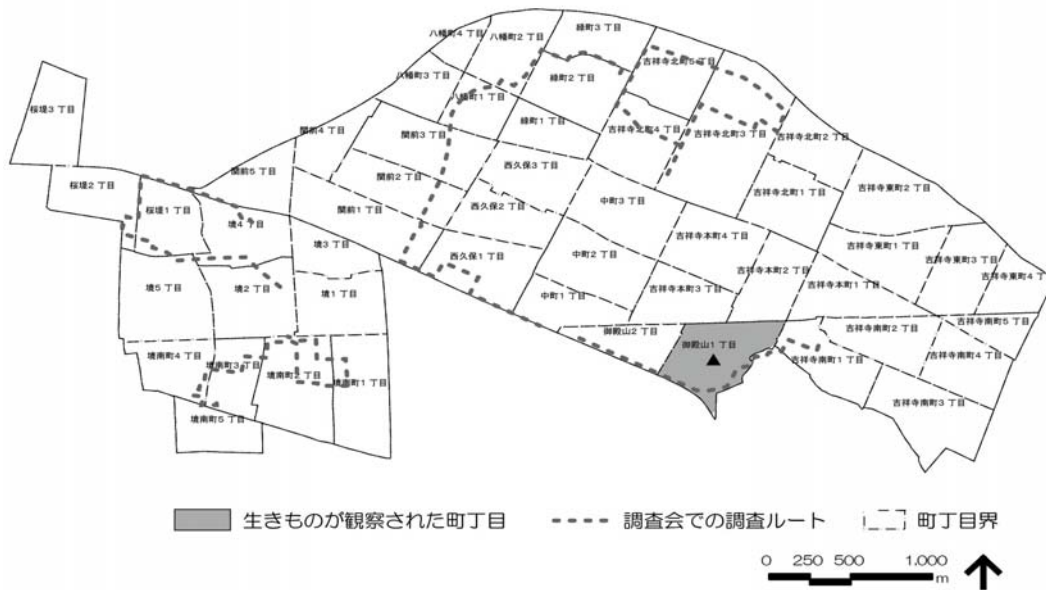 八幡町4 丁目
八幡町2 丁目
緑町3 丁目
吉祥寺北町5 丁目
八幡町3 丁目
緑町2 丁目
桜堤3 丁目
八幡町1 丁目
関前4 丁目
関前3 丁目
緑町1 丁目
吉祥寺北町4 丁目
吉祥寺北町3 丁目
吉祥寺北町2 丁目
関前5 丁目
関前2 丁目
西久保3 丁目
桜堤2 丁目
吉祥寺北町1 丁目
吉祥寺東町2 丁目
桜堤1 丁目
関前1 丁目
西久保2 丁目
中町3 丁目
境4 丁目
境3 丁目
吉祥寺本町4 丁目
吉祥寺東町1 丁目
西久保1 丁目
中町2 丁目
吉祥寺本町2 丁目
吉祥寺東町3 丁目
吉祥寺東町4 丁
境5 丁目
境2 丁目
境1 丁目
中町1 丁目
吉祥寺本町3 丁目
吉祥寺本町1 丁目
御殿山2 丁目
吉祥寺南町2 丁目
吉祥寺南町5 丁目
御殿山1 丁目
境南町4 丁目
境南町3 丁目
境南町2 丁目
境南町1 丁目
吉祥寺南町1 丁目
吉祥寺南町4 丁目
吉祥寺南町3 丁目
境南町5 丁目
生きものが観察された町丁目
調査会での調査ルート
町丁目界
0 250 500 1,000
m